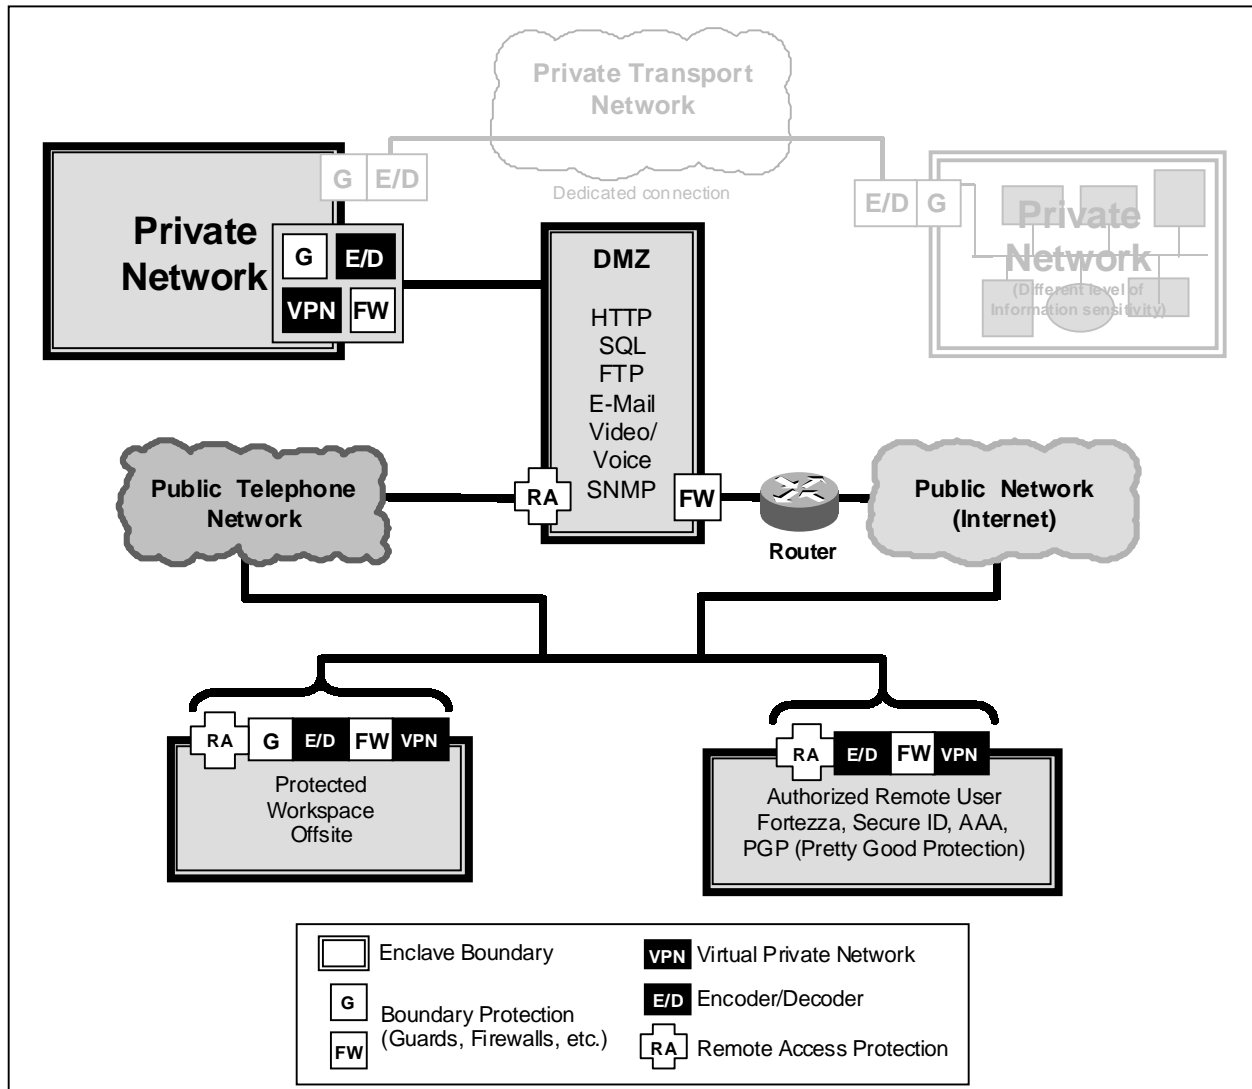 Private Transport
Network
Dedicated connection
G E/D
E/D G
Private
Network
(Different level of
Information sensitivity)
Private
Network
G E/D
VPN FW
DMZ
HTTP
SQL
FTP
E-Mail
Video/
Voice
SNMP
RA
FW
Public Telephone
Network
Router
Public Network
(Internet)
RA G E/D FW VPN
Protected
Workspace
Offsite
RA E/D FW VPN
Authorized Remote User
Fortezza, Secure ID, AAA,
PGP (Pretty Good Protection)
Enclave Boundary
G
FW
Boundary Protection
(Guards, Firewalls, etc.)
VPN Virtual Private Network
E/D Encoder/Decoder
RA Remote Access Protection